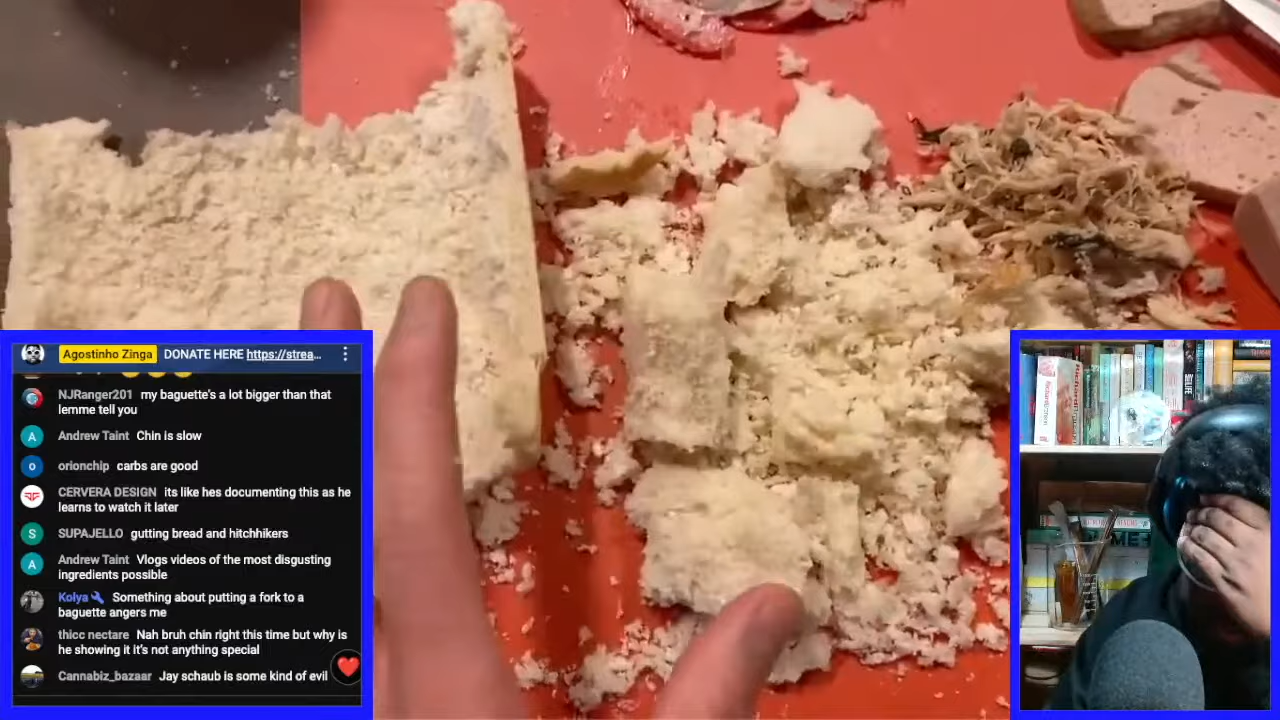 Agostinho Zinga DONATE HERE https://strea...
NJRanger201 my baguette's a lot bigger than that
lemme tell you
Andrew Taint Chin is slow
orionchip carbs are good
CERVERA DESIGN its like hes documenting this as he
learns to watch it later
SUPAJELLO gutting bread and hitchhikers
Andrew Taint Vlogs videos of the most disgusting
ingredients possible
Kolya Something about putting a fork to a
baguette angers me
thicc nectare Nah bruh chin right this time but why is
he showing it it's not anything special
Cannabiz_bazaar Jay schaub is some kind of evil